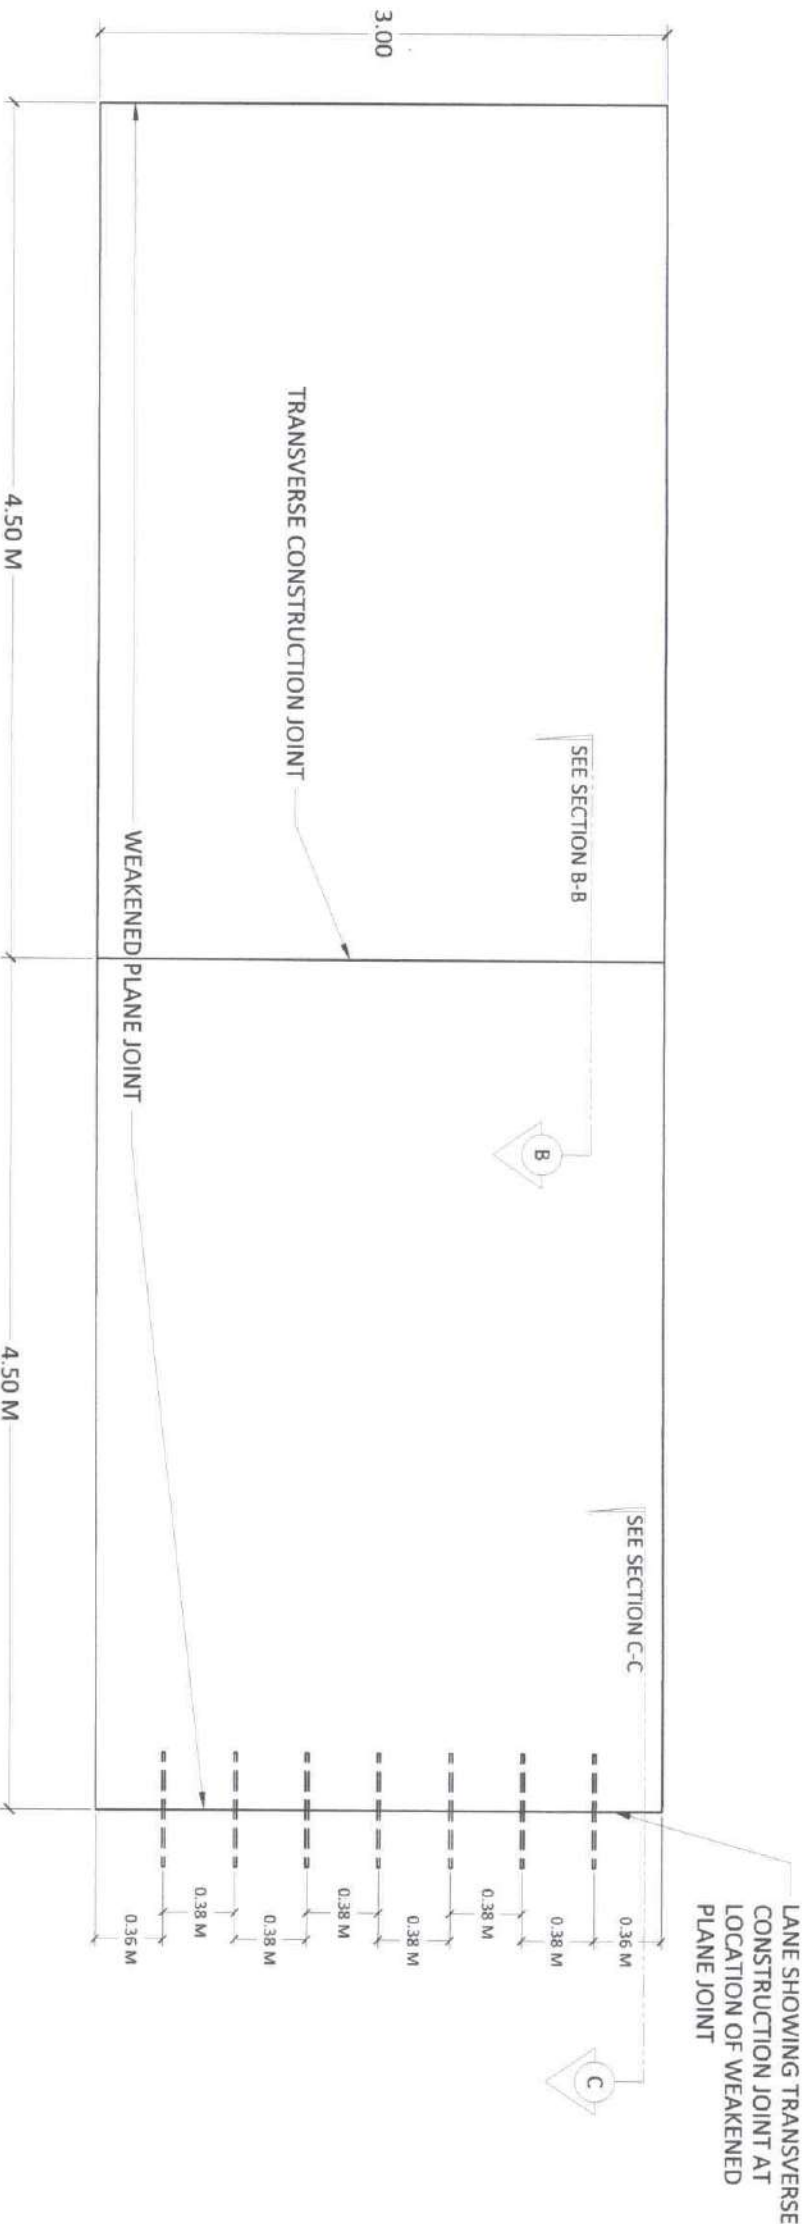 LANE SHOWING TRANSVERSE
CONSTRUCTION JOINT AT
LOCATION OF WEAKENED
PLANE JOINT
3.00
SEE SECTION B-B
B
SEE SECTION C-C
C
TRANSVERSE CONSTRUCTION JOINT
WEAKENED PLANE JOINT
0.36 M
0.38 M
0.38 M
0.38 M
0.38 M
0.38 M
0.38 M
0.36 M
4.50 M
4.50 M